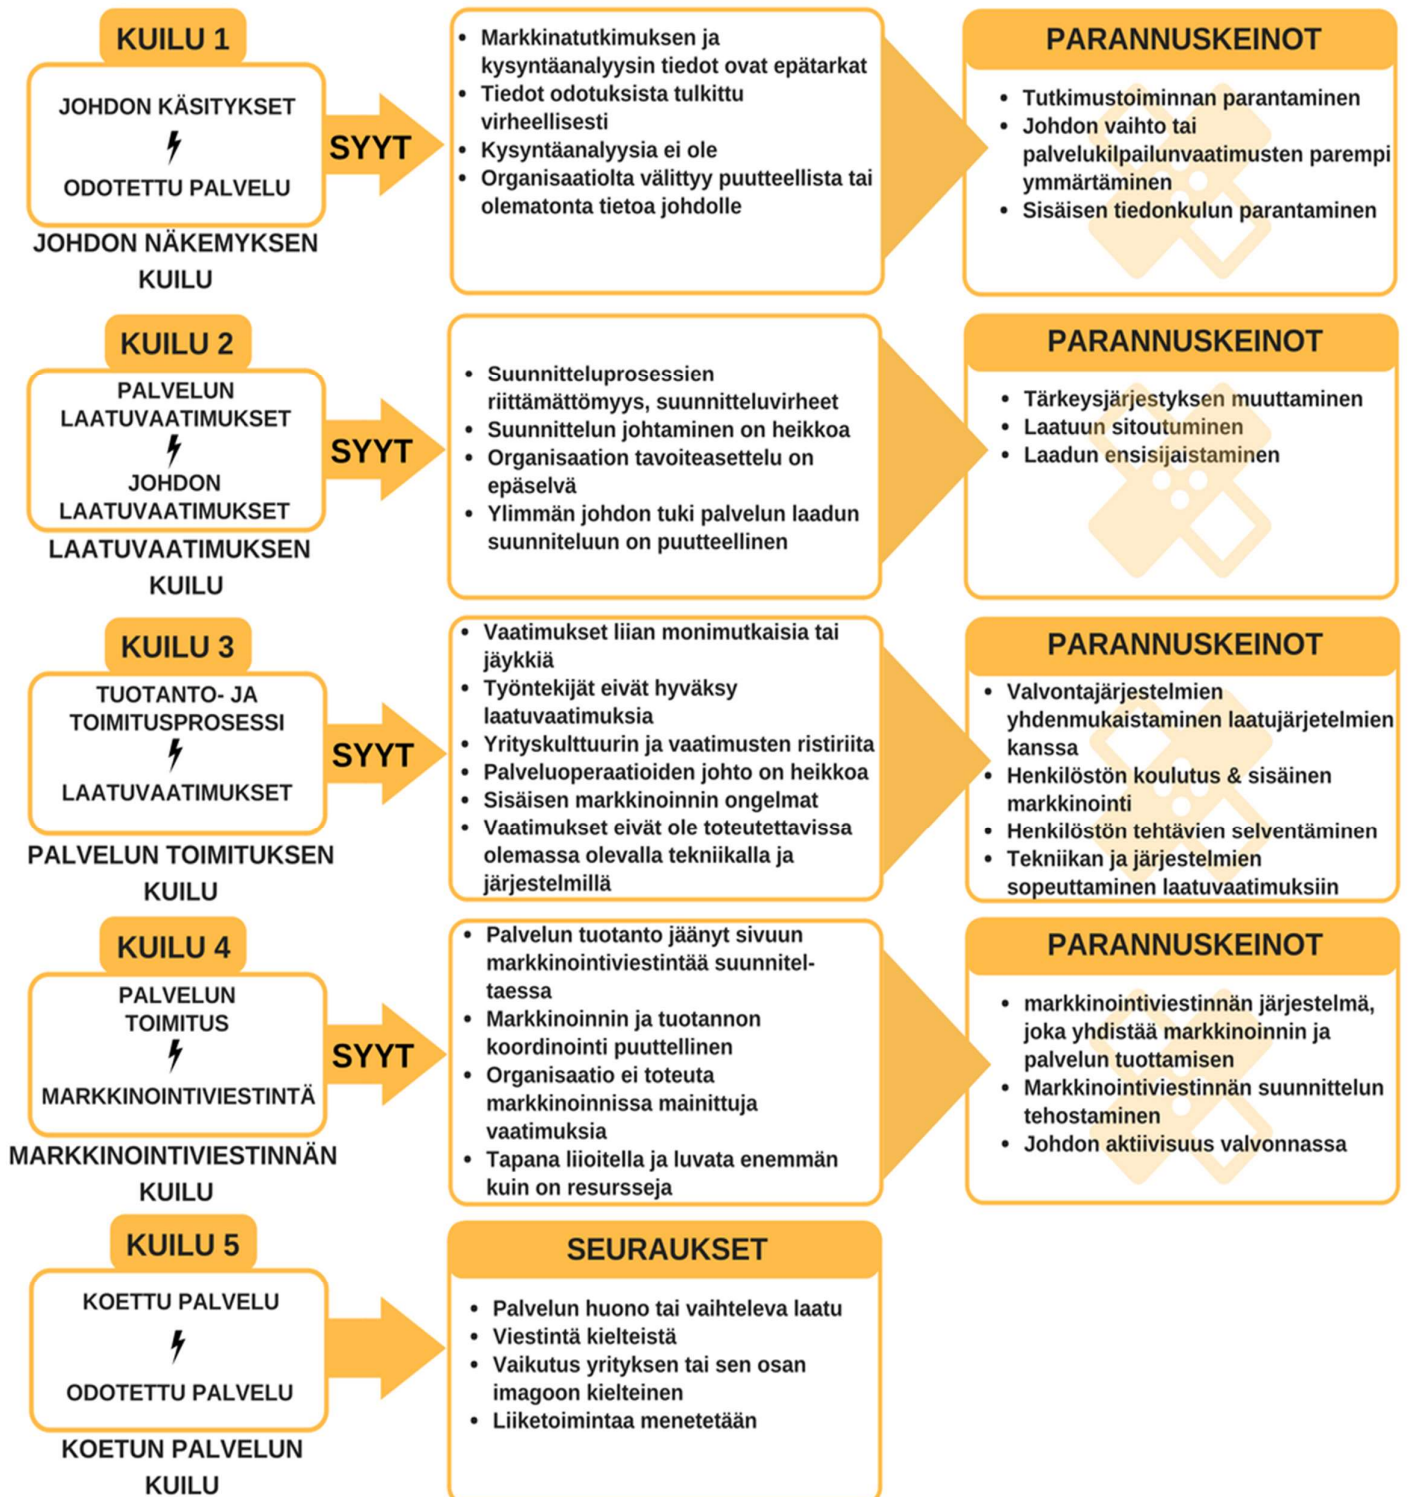 KUILU 1
JOHDON KÄSITYKSET
ODOTETTU PALVELU
JOHDON NÄKEMYKSEN
KUILU
SYYT
• Markkinatutkimuksen ja
kysyntäanalyysin tiedot ovat epätarkat
• Tiedot odotuksista tulkittu
virheellisesti
• Kysyntäanalyysia ei ole
• Organisaatiolta välittyy puutteellista tai
olematonta tietoa johdolle
PARANNUSKEINOT
• Tutkimustoiminnan parantaminen
• Johdon vaihto tai
palvelukilpailunvaatimusten parempi
ymmärtäminen
• Sisäisen tiedonkulun parantaminen
KUILU 2
PALVELUN
LAATUVAATIMUKSET
JOHDON
LAATUVAATIMUKSET
LAATUVAATIMUKSEN
KUILU
SYYT
• Suunnitteluprosessien
riittämättömyys, suunnitteluvirheet
• Suunnittelun johtaminen on heikkoa
• Organisaation tavoiteasettelu on
epäselvä
• Ylimmän johdon tuki palvelun laadun
suunniteluun on puutteellinen
PARANNUSKEINOT
• Tärkeysjärjestyksen muuttaminen
• Laatuun sitoutuminen
• Laadun ensisijaistaminen
KUILU 3
TUOTANTO- JA
TOIMITUSPROSESSI
LAATUVAATIMUKSET
PALVELUN TOIMITUKSEN
KUILU
SYYT
• Vaatimukset liian monimutkaisia tai
jäykkiä
• Työntekijät eivät hyväksy
laatuvaatimuksia
• Yrityskulttuurin ja vaatimusten ristiriita
• Palveluoperaatioiden johto on heikkoa
• Sisäisen markkinoinnin ongelmat
• Vaatimukset eivät ole toteutettavissa
olemassa olevalla tekniikalla ja
järjestelmillä
PARANNUSKEINOT
• Valvontajärjestelmien
yhdenmukaistaminen laatujärjetelmien
kanssa
• Henkilöstön koulutus & sisäinen
markkinointi
• Henkilöstön tehtävien selventäminen
• Tekniikan ja järjestelmien
sopeuttaminen laatuvaatimuksiin
KUILU 4
PALVELUN
TOIMITUS
MARKKINOINTIVIESTINTÄ
MARKKINOINTIVIESTINNÄN
KUILU
SYYT
• Palvelun tuotanto jäänyt sivuun
markkinointiviestintää suunnitel-
taessa
• Markkinoinnin ja tuotannon
koordinointi puuttellinen
• Organisaatio ei toteuta
markkinoinnissa mainittuja
vaatimuksia
• Tapana liioitella ja luvata enemmän
kuin on resursseja
PARANNUSKEINOT
• markkinointiviestinnän järjestelmä,
joka yhdistää markkinoinnin ja
palvelun tuottamisen
• Markkinointiviestinnän suunnittelun
tehostaminen
• Johdon aktiivisuus valvonnassa
KUILU 5
KOETTU PALVELU
ODOTETTU PALVELU
KOETUN PALVELUN
KUILU
SEURAUKSET
• Palvelun huono tai vaihteleva laatu
• Viestintä kielteistä
• Vaikutus yrityksen tai sen osan
imagoon kielteinen
• Liiketoimintaa menetetään